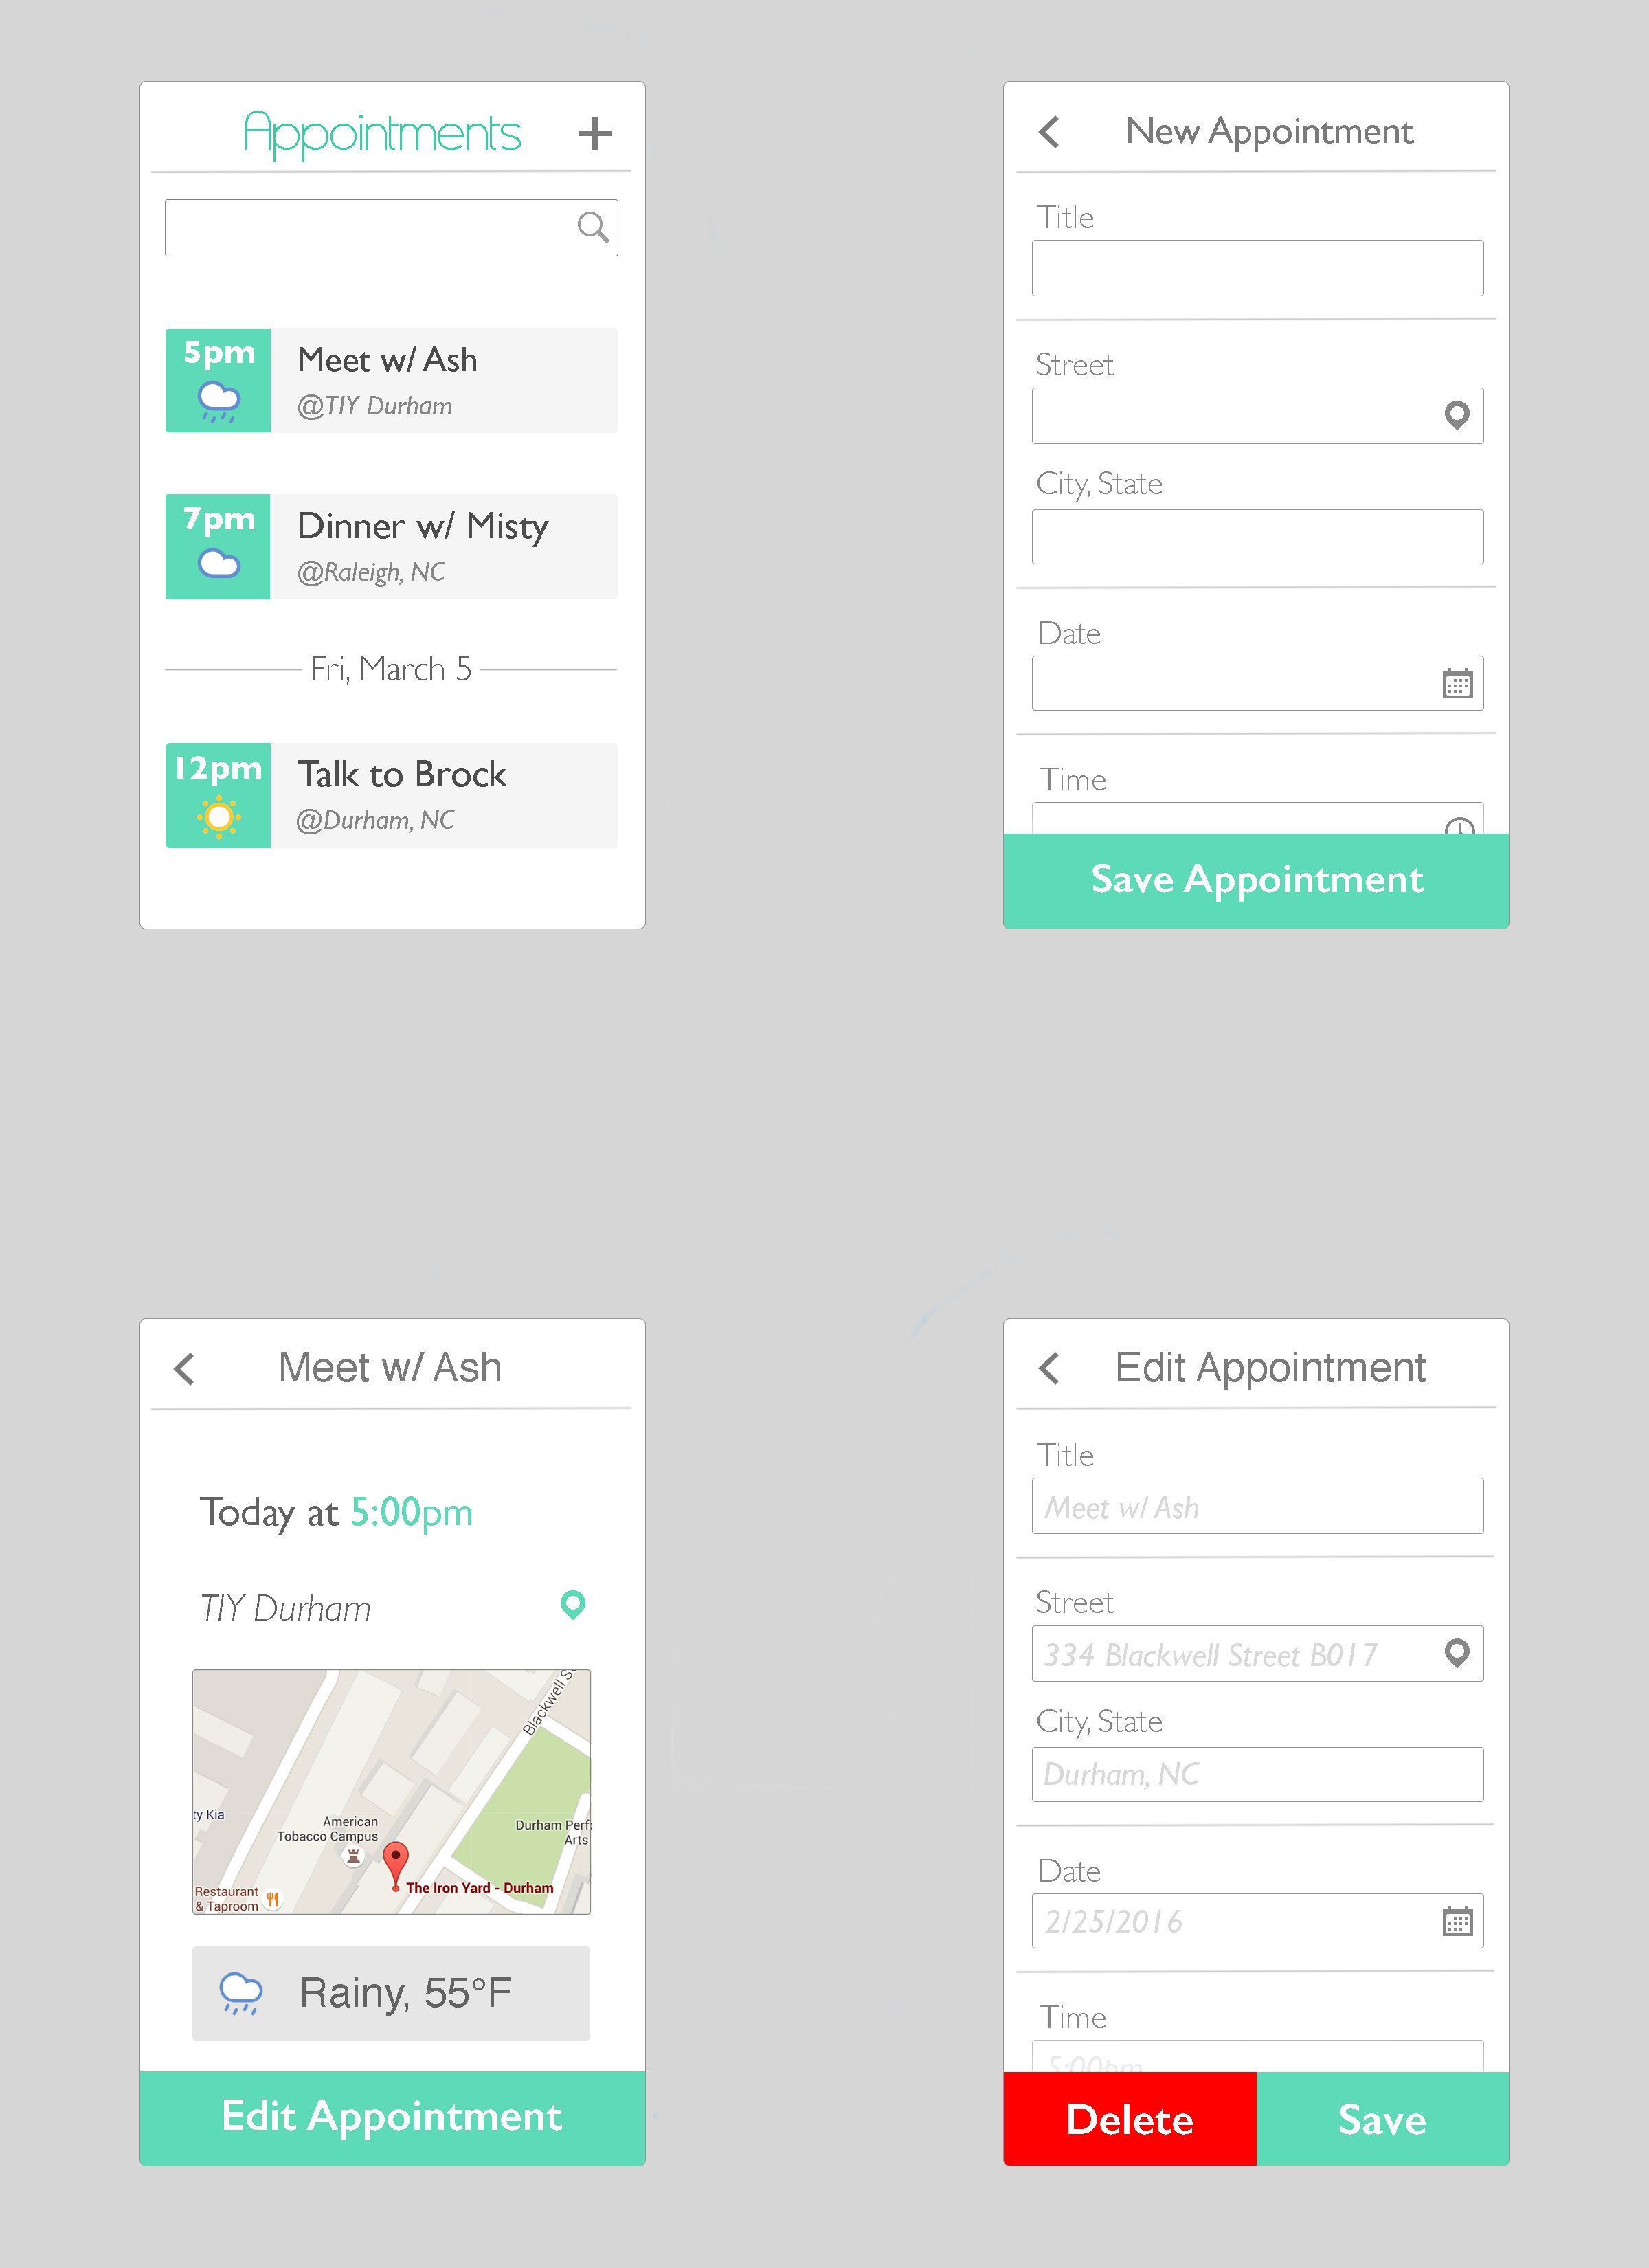 Appointments
5pm
Meet w/ Ash
@TIY Durham
7pm
Dinner w/ Misty
@Raleigh, NC
Fri, March 5
12pm
Talk to Brock
@Durham, NC
New Appointment
Title
Street
City, State
Date
Time
Save Appointment
Meet w/ Ash
Today at 5:00pm
TIY Durham
Blackwell S
ty Kia
American
Tobacco Campus
Durham Perf
Arts
The Iron Yard - Durham
Restaurant
& Taproom
Rainy, 55°F
Edit Appointment
Edit Appointment
Title
Meet w/ Ash
Street
334 Blackwell Street B017
City, State
Durham, NC
Date
2/25/2016
Time
5:00pm
Delete
Save